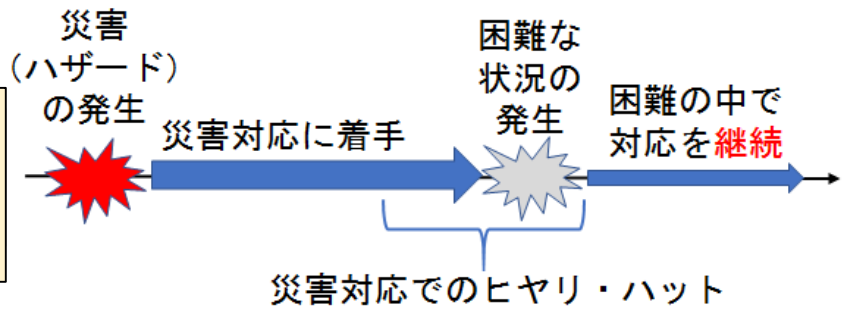 災害
（ハザード）
の発生
災害対応に着手
困難な
状況の
発生
困難の中で
対応を継続
災害対応でのヒヤリ・ハット